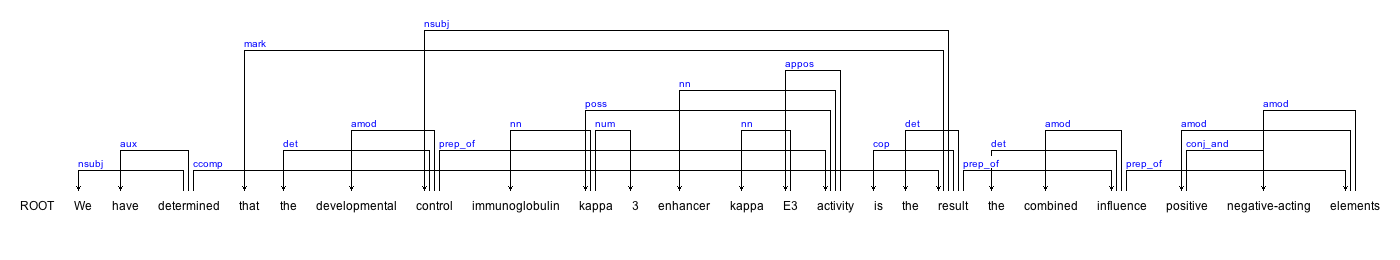 nsubj
mark
appos
nn
poss
amod
amod nn num nn det amod amod
aux det prep_of cop det conj_and
nsubj ccomp prep_of prep_of
ROOT We have determined that the developmental control immunoglobulin kappa 3 enhancer kappa E3 activity is the result the combined influence positive negative-acting elements